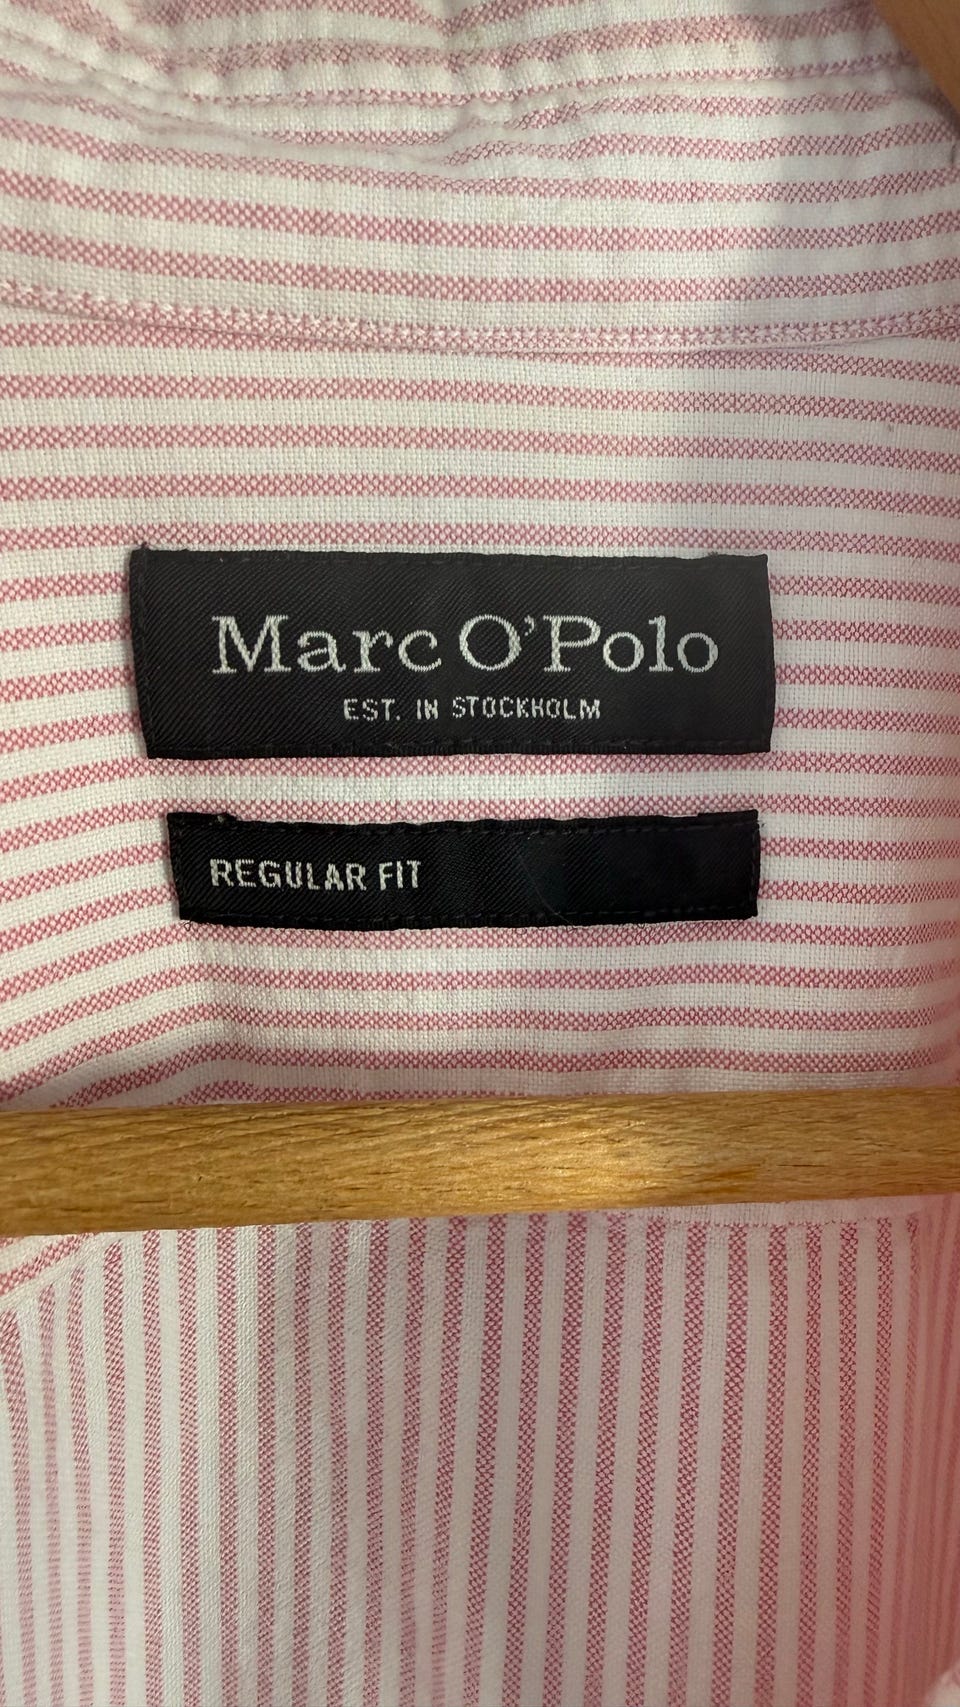 Marc O'Polo
EST. IN STOCKHOLM
REGULAR FIT